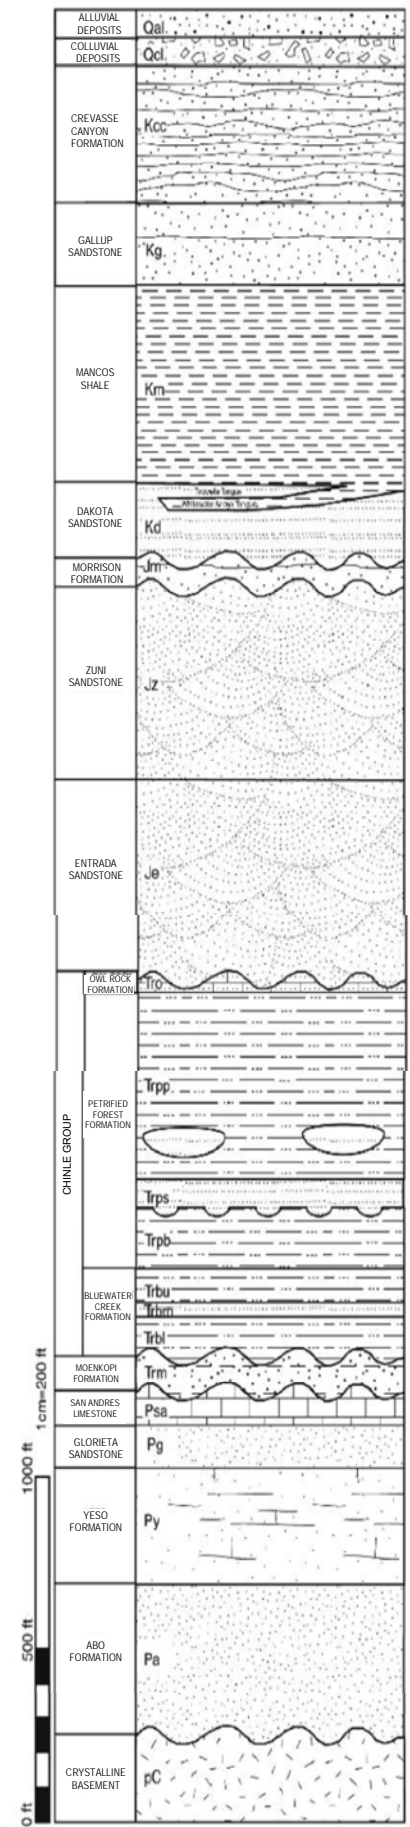 ALLUVIAL
DEPOSITS
Qal
COLLUVIAL
DEPOSITS
Qcl
CREVASSE
CANYON
FORMATION
Kcc
GALLUP
SANDSTONE
Kg
MANCOS
SHALE
Km
DAKOTA
SANDSTONE
Whitewater Arroyo Tongue
Kd
MORRISON
FORMATION
Jm
ZUNI
SANDSTONE
Jz
ENTRADA
SANDSTONE
Je
CHINLE GROUP
OWL ROCK
FORMATION
Tro
PETRIFIED
FOREST
FORMATION
Trpp
Trps
Trpb
BLUEWATER
CREEK
FORMATION
Trbu
Trbm
Trbl
MOENKOPI
FORMATION
Trm
SAN ANDRES
LIMESTONE
Psa
GLORIETA
SANDSTONE
Pg
YESO
FORMATION
Py
ABO
FORMATION
Pa
CRYSTALLINE
BASEMENT
pC
1cm=200 ft
1000 ft
500 ft
0 ft